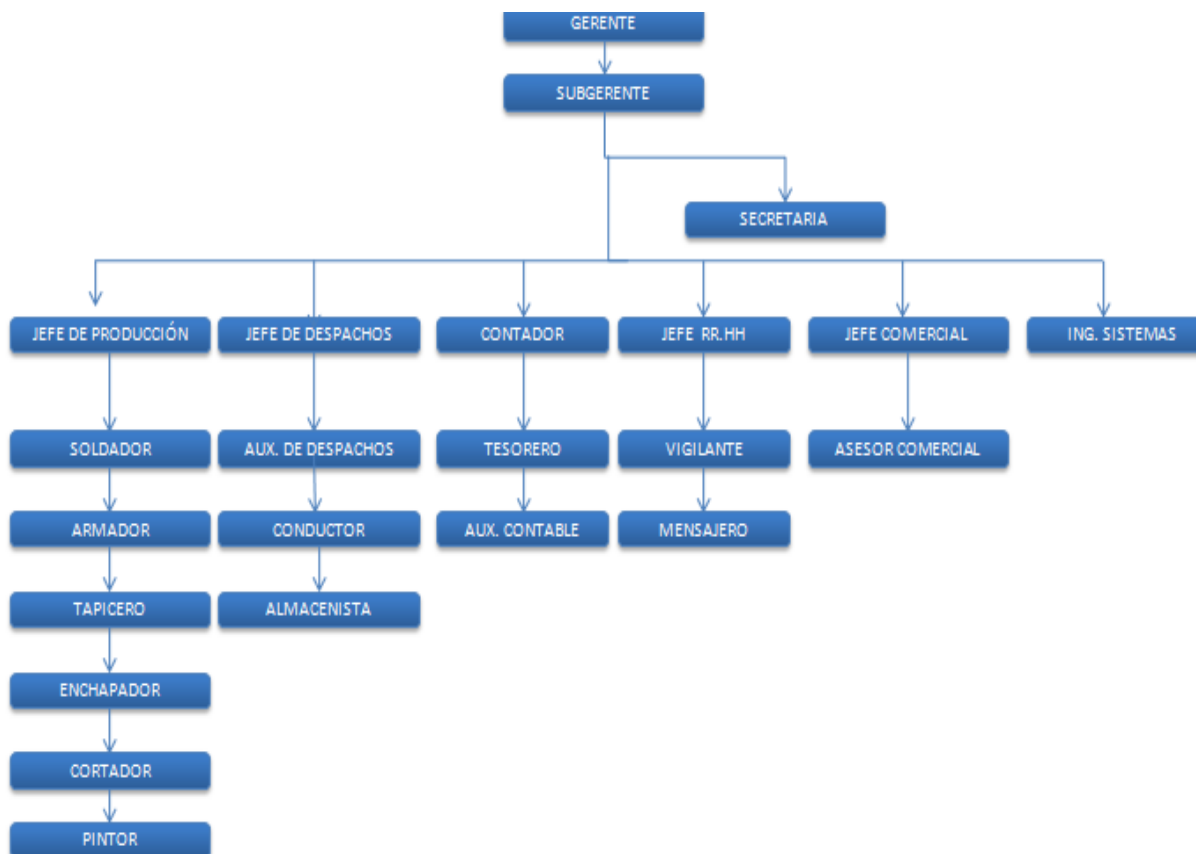 GERENTE
SUBGERENTE
SECRETARIA
JEFE DE PRODUCCIÓN
JEFE DE DESPACHOS
CONTADOR
JEFE RR.HH
JEFE COMERCIAL
ING. SISTEMAS
SOLDADOR
AUX. DE DESPACHOS
TESORERO
VIGILANTE
ASESOR COMERCIAL
ARMADOR
CONDUCTOR
AUX. CONTABLE
MENSAJERO
TAPICERO
ALMACENISTA
ENCHAPADOR
CORTADOR
PINTOR